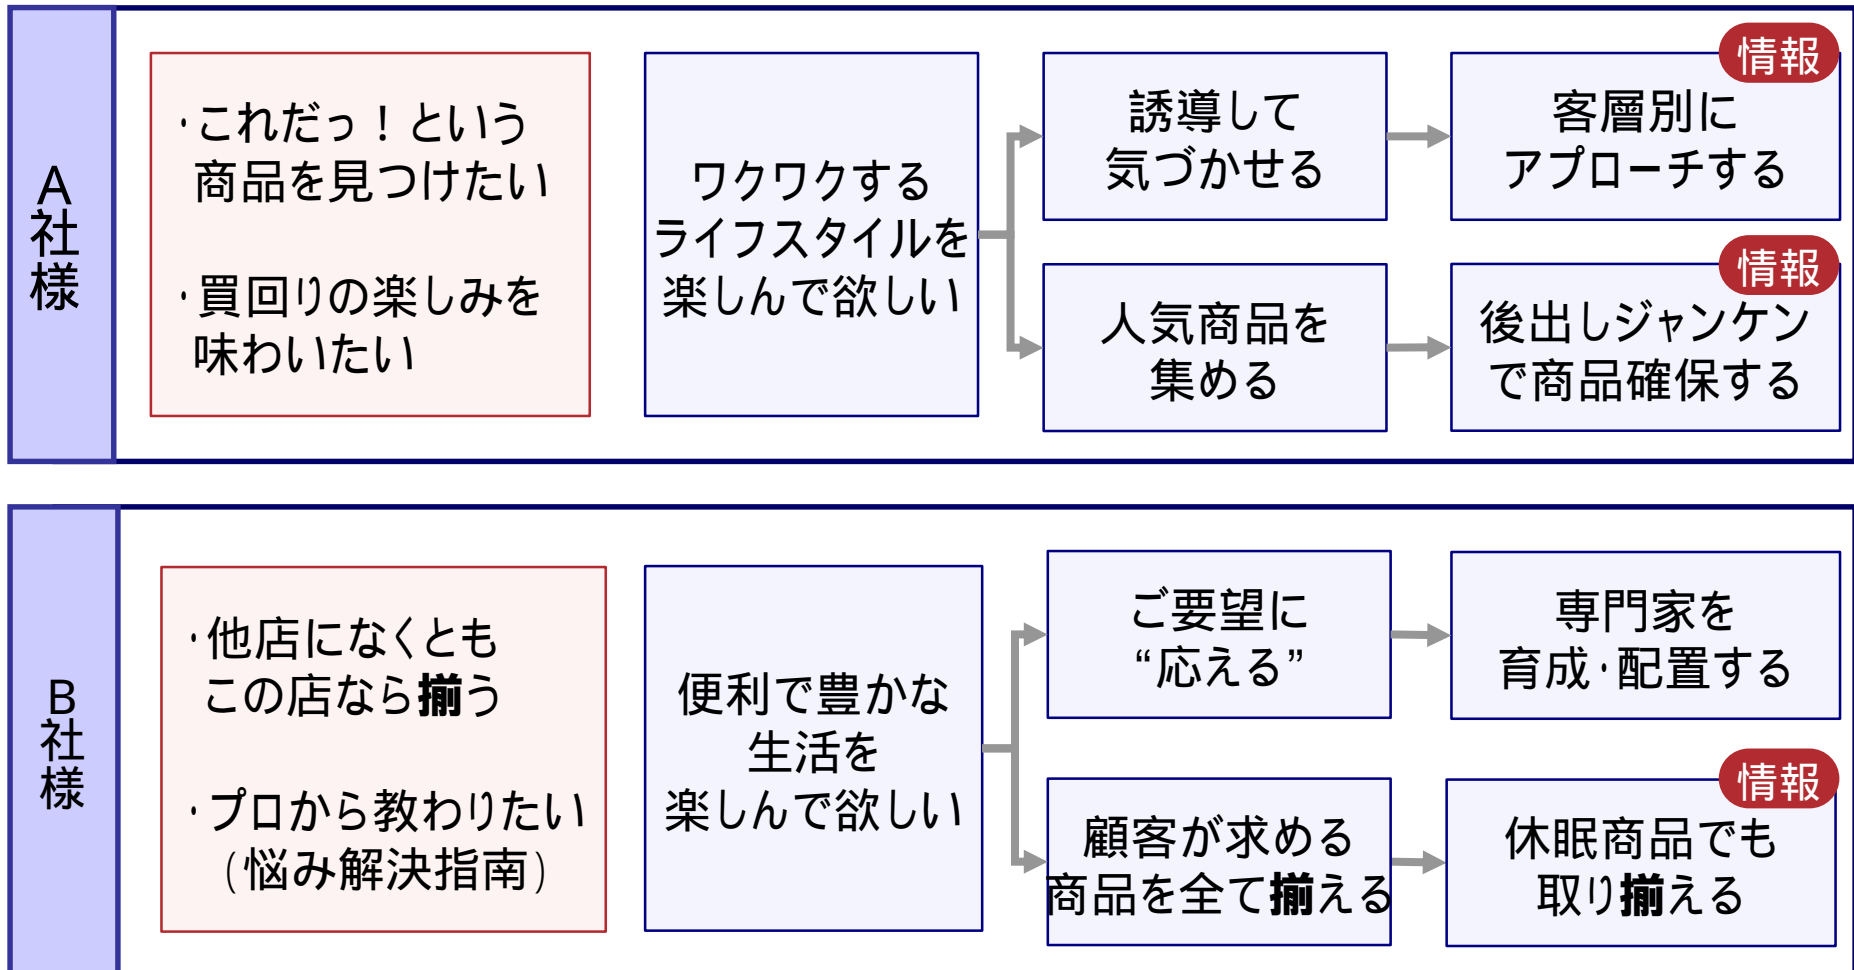 A社様
・これだっ！という
商品を見つけたい
・買回りの楽しみを
味わいたい
ワクワクする
ライフスタイルを
楽しんで欲しい
誘導して
気づかせる
情報
客層別に
アプローチする
人気商品を
集める
情報
後出しジャンケン
で商品確保する
B社様
・他店になくとも
この店なら揃う
・プロから教わりたい
（悩み解決指南）
便利で豊かな
生活を
楽しんで欲しい
ご要望に
“応える”
専門家を
育成・配置する
顧客が求める
商品を全て揃える
情報
休眠商品でも
取り揃える